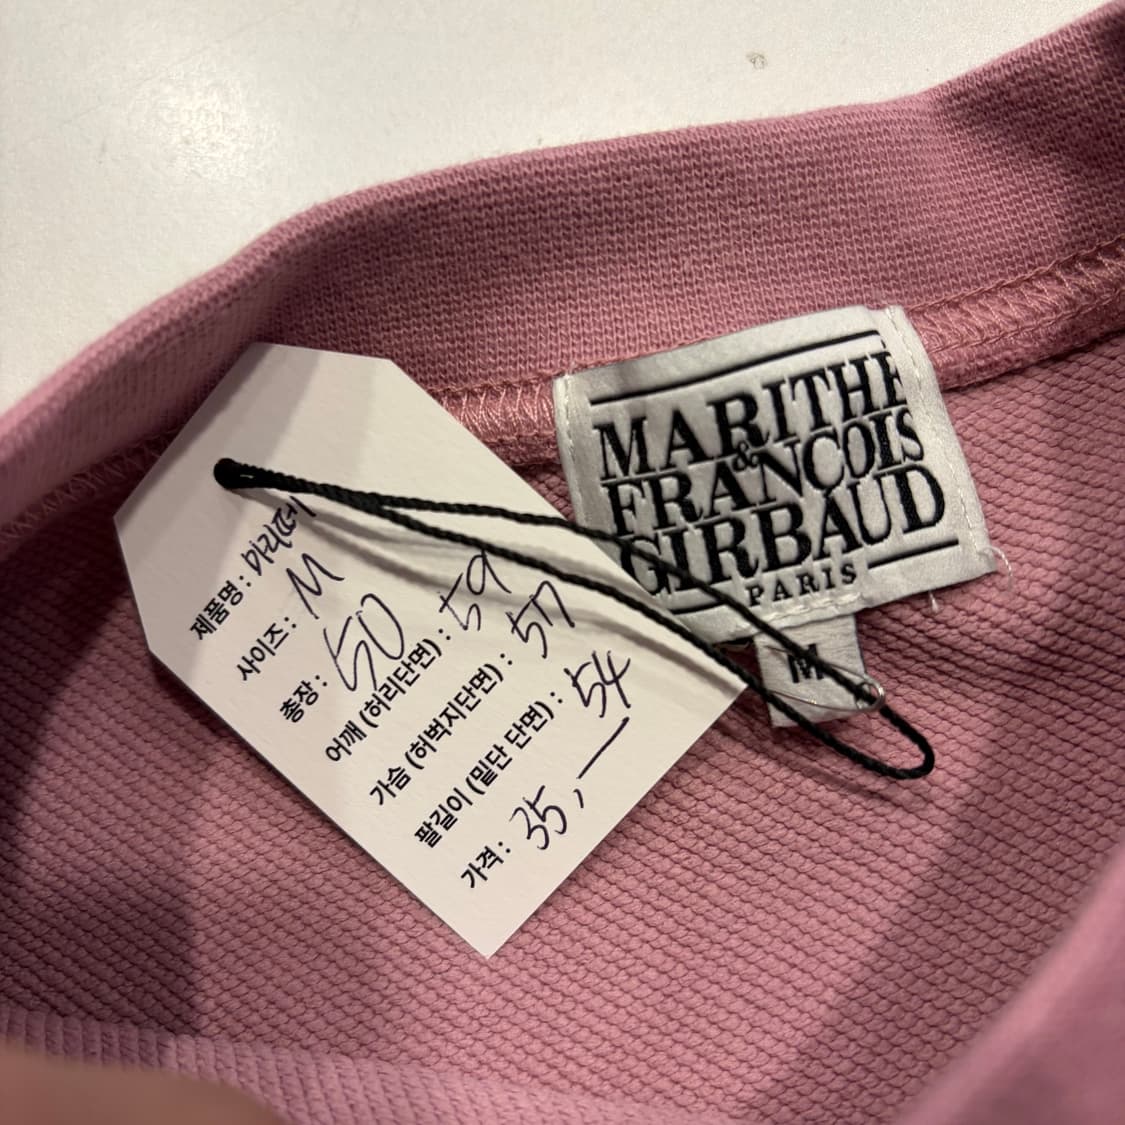 제품명 : 마리떼
사이즈 : M
총장 : 50
어깨 (허리단면) : 59
가슴 (허벅지단면) : 57
팔길이 (밑단 단면) : 54
가격 : 35,—
MARITHE
&
FRANCOIS
GIRBAUD
PARIS
M